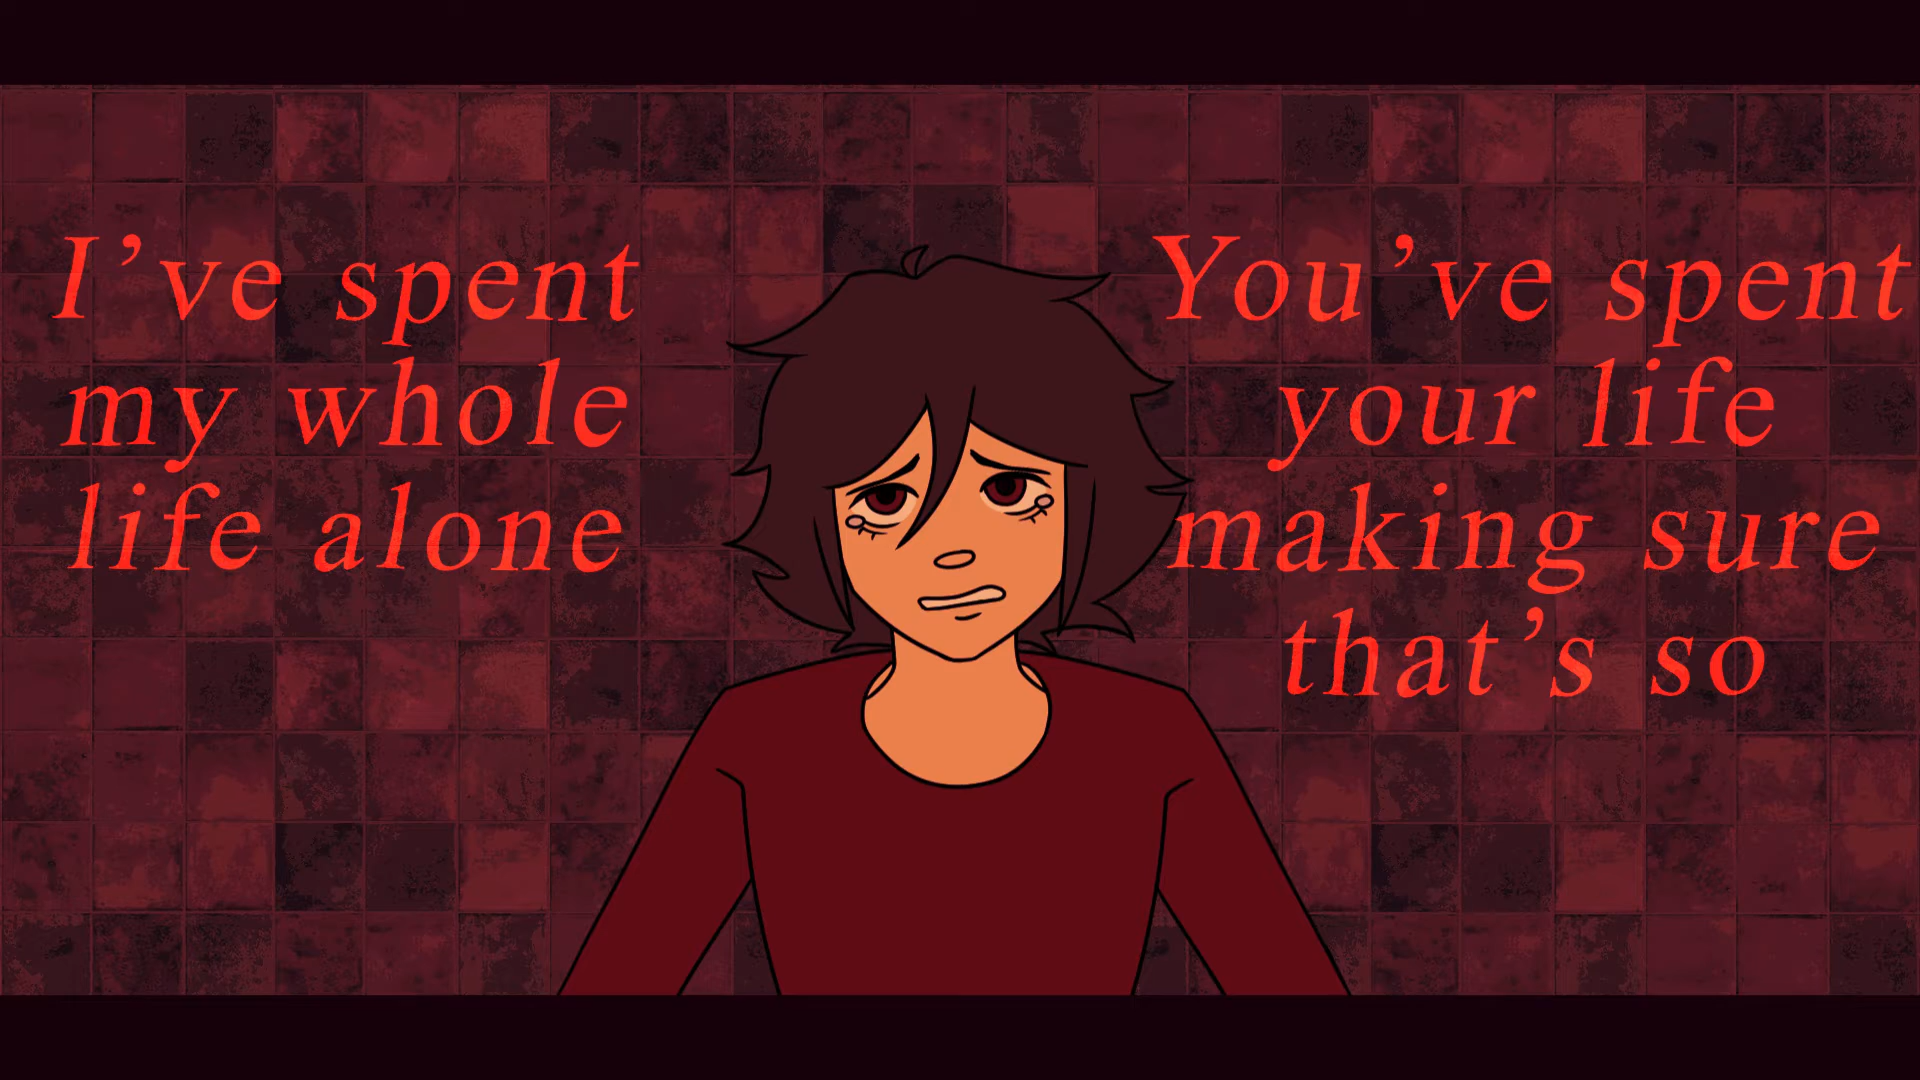 I’ve spent
my whole
life alone
You’ve spent
your life
making sure
that’s so